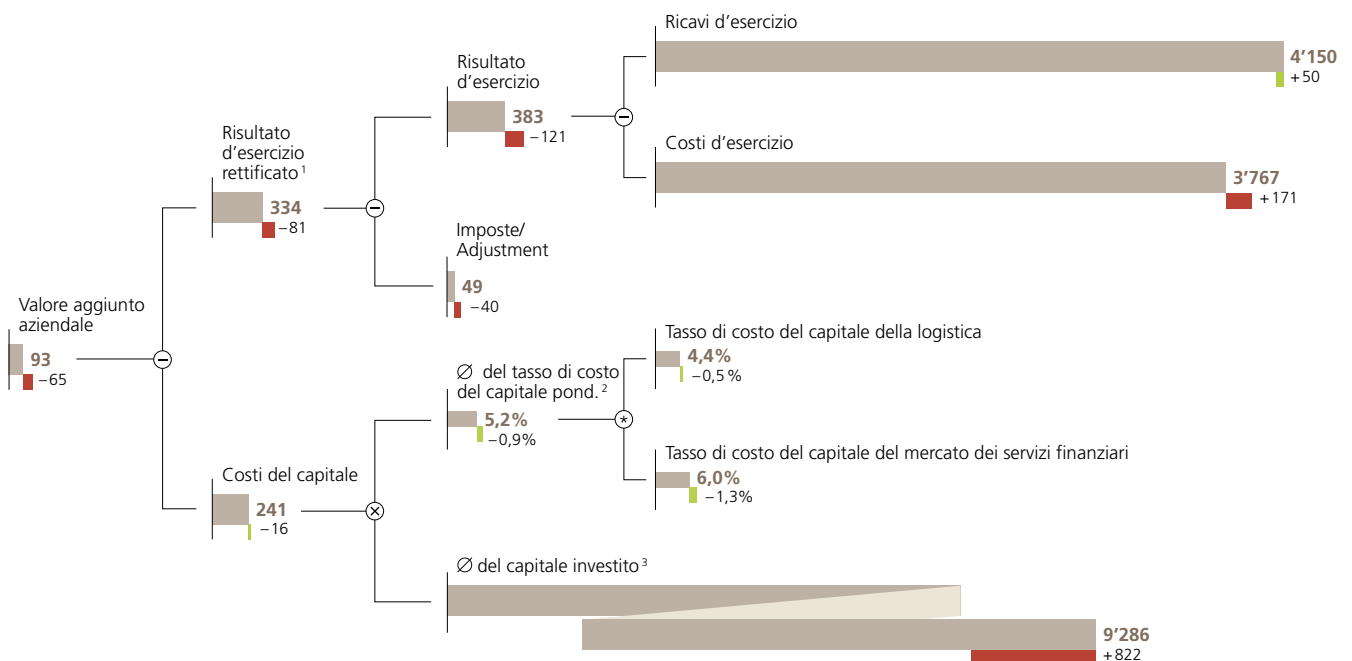 Ricavi d'esercizio
4’150
+50
Risultato
d'esercizio
383
−121
−
Costi d'esercizio
3’767
+171
Risultato
d'esercizio
rettificato 1
334
−81
−
Imposte/
Adjustment
49
−40
Valore aggiunto
aziendale
93
−65
−
Tasso di costo del capitale della logistica
4,4%
−0,5 %
∅ del tasso di costo
del capitale pond. 2
5,2%
−0,9%
*
Tasso di costo del capitale del mercato dei servizi finanziari
6,0%
−1,3%
Costi del capitale
241
−16
×
∅ del capitale investito 3
9’286
+822